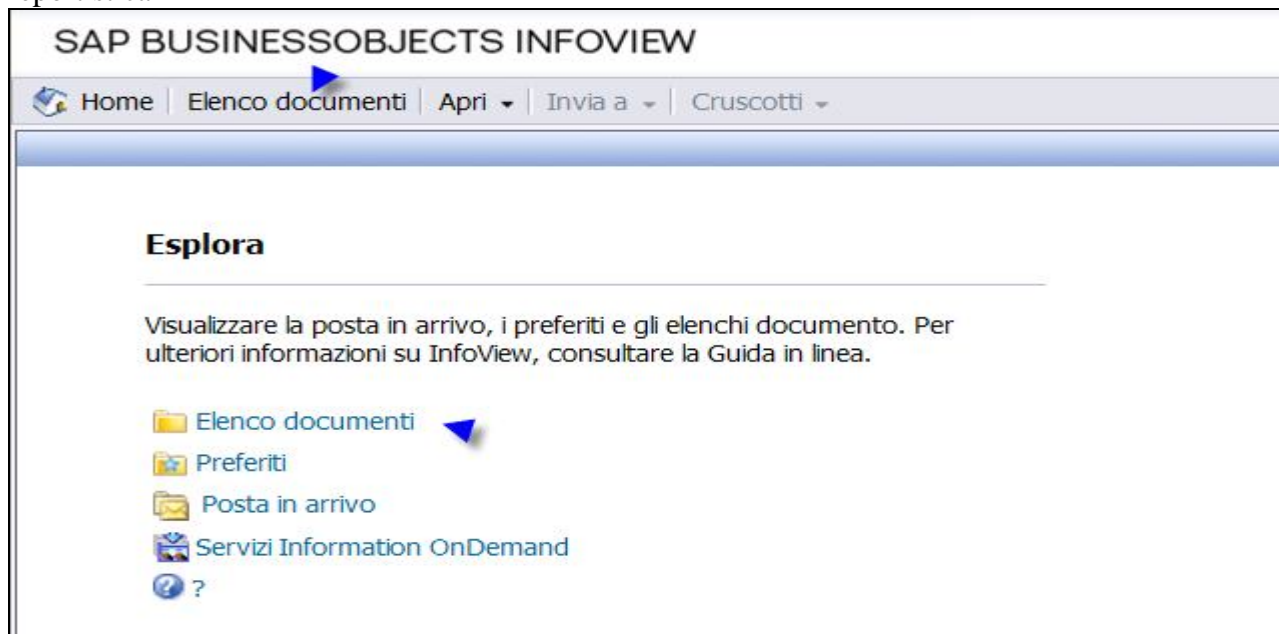 SAP BUSINESSOBJECTS INFOVIEW
Home | Elenco documenti | Apri | Invia a | Cruscotti
Esplora
Visualizzare la posta in arrivo, i preferiti e gli elenchi documento. Per
ulteriori informazioni su InfoView, consultare la Guida in linea.
Elenco documenti
Preferiti
Posta in arrivo
Servizi Information OnDemand
?